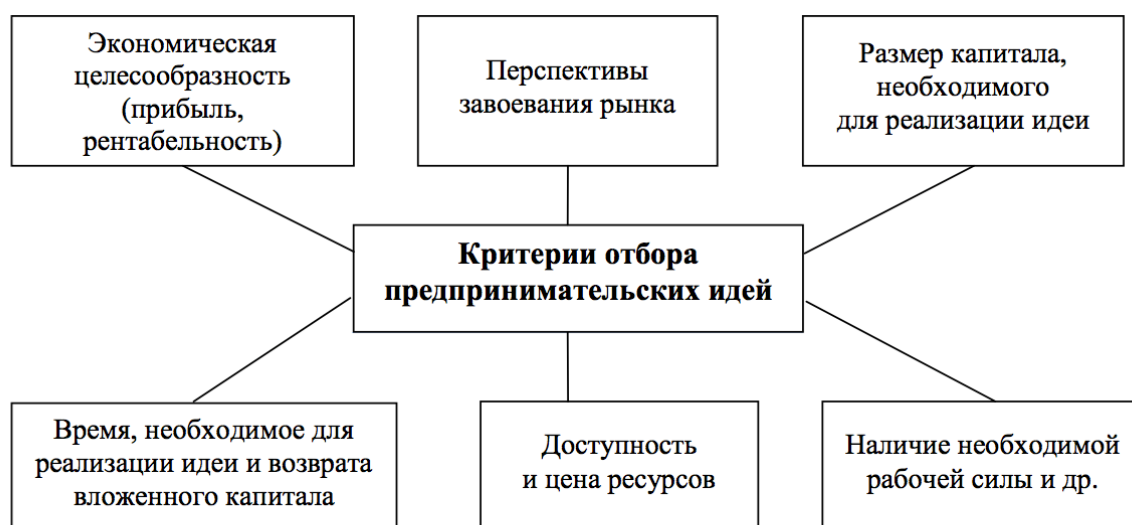 Экономическая
целесообразность
(прибыль,
рентабельность)
Перспективы
завоевания рынка
Размер капитала,
необходимого
для реализации идеи
Критерии отбора
предпринимательских идей
Время, необходимое для
реализации идеи и возврата
вложенного капитала
Доступность
и цена ресурсов
Наличие необходимой
рабочей силы и др.